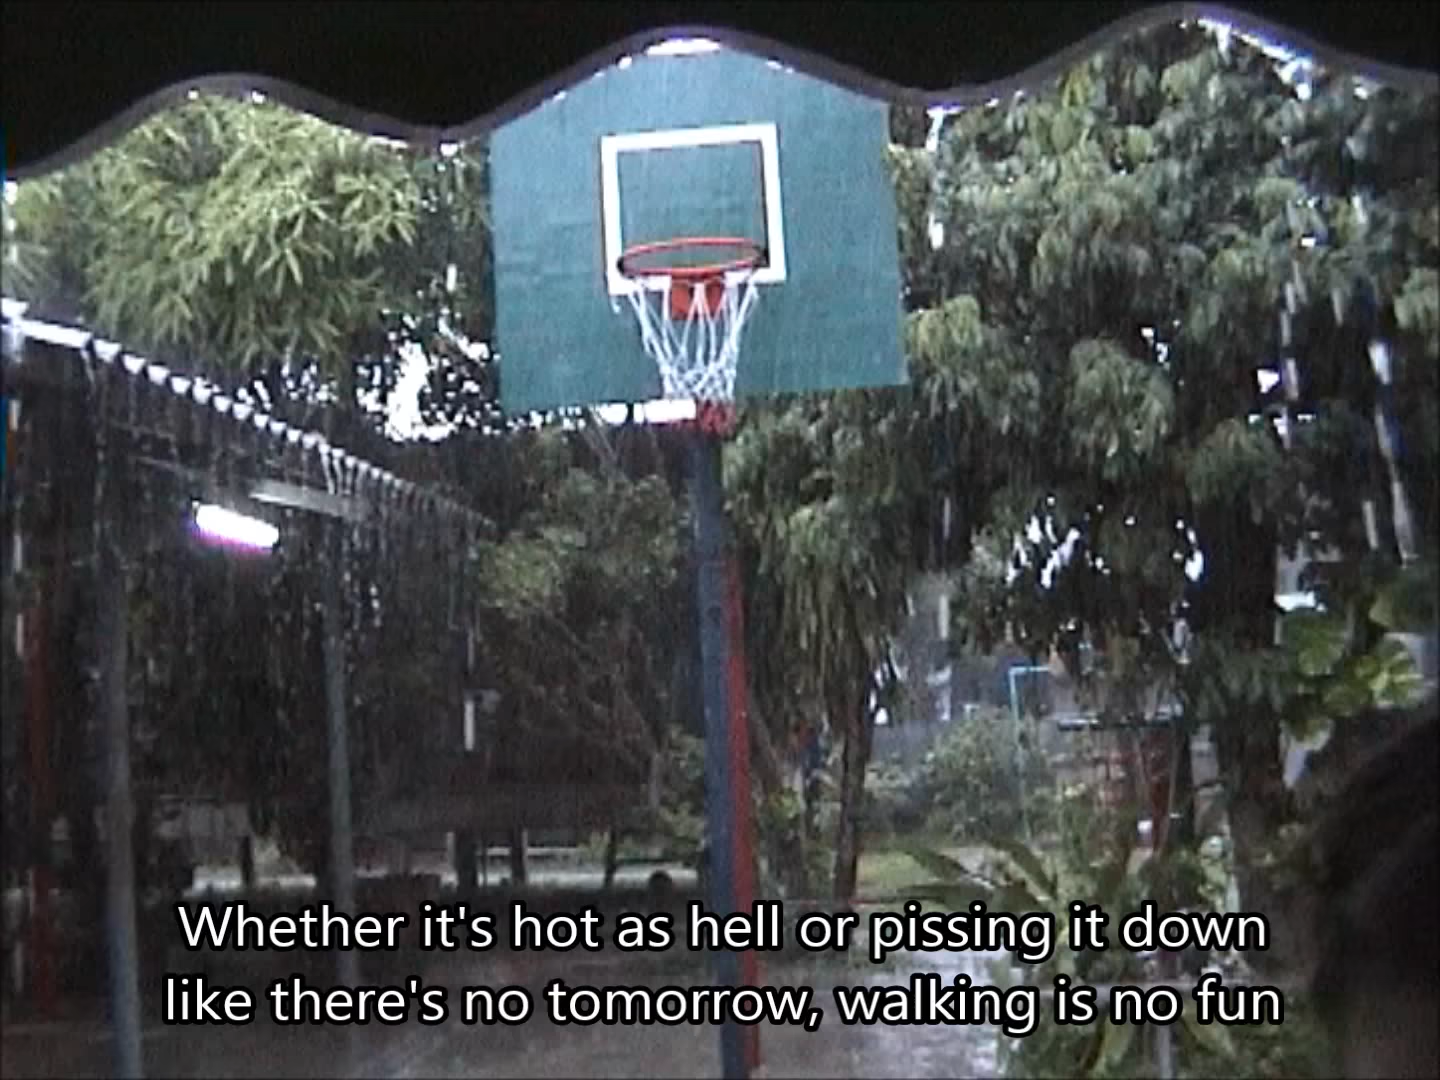 Whether it's hot as hell or pissing it down
like there's no tomorrow, walking is no fun